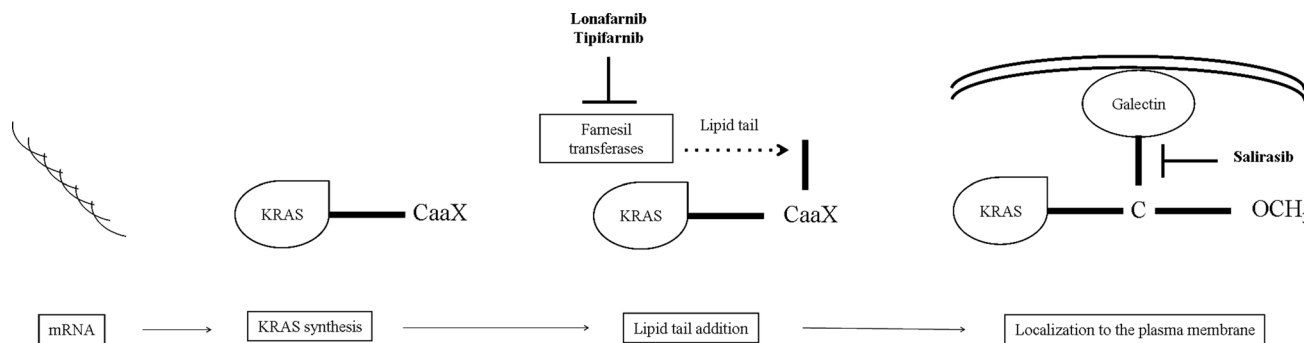 Lonafarnib
Tipifarnib
Farnesil
transferases
Lipid tail
Galectin
Salirasib
KRAS
CaaX
KRAS
CaaX
KRAS
C
OCH3
mRNA
KRAS synthesis
Lipid tail addition
Localization to the plasma membrane